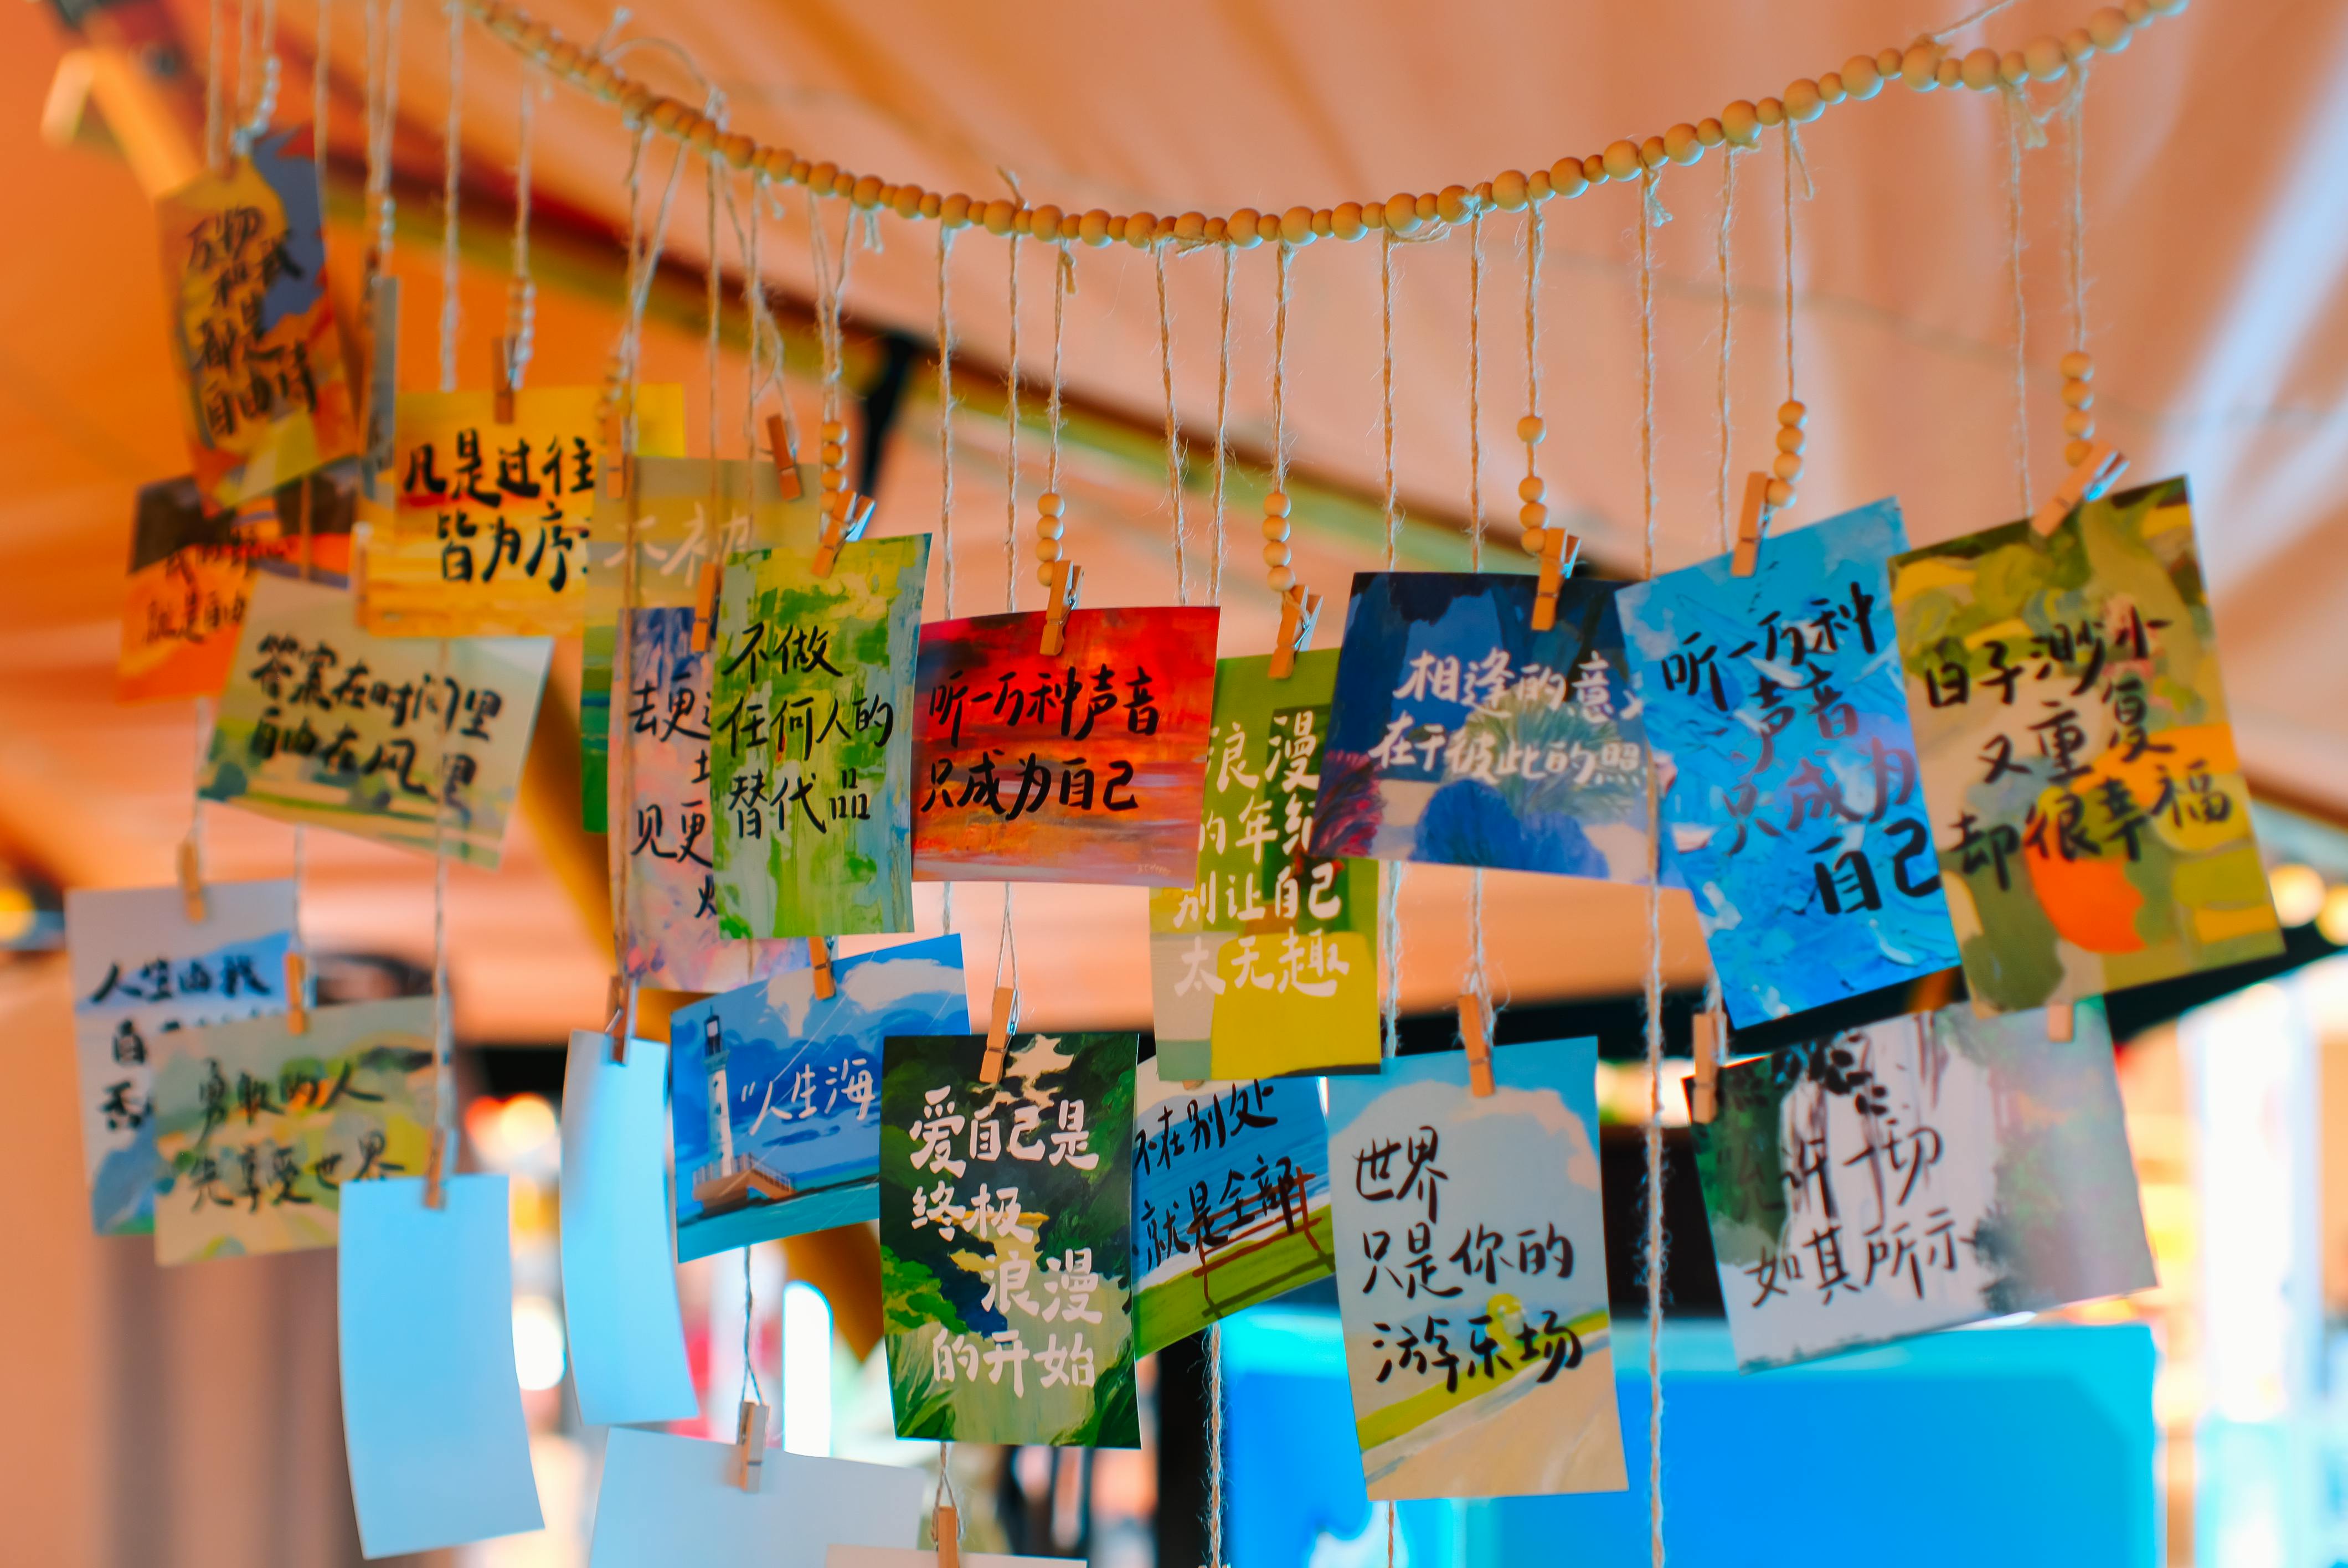 万物
都是
自由诗
凡是过往
皆为序
答案在时间里
自由在风里
不做
任何人的
替代品
去更
见更
听一万种声音
只成为自己
浪漫
的年纪
别让自己
太无趣
相逢的意
在于彼此的照
听一万种
声音
只成为
自己
日子渺小
又重复
却很幸福
人生由我
自
勇敢的人
先享受世界
"人生海
爱自己是
终极
浪漫
的开始
不在别处
就是全部
世界
只是你的
游乐场
允许一切
如其所示